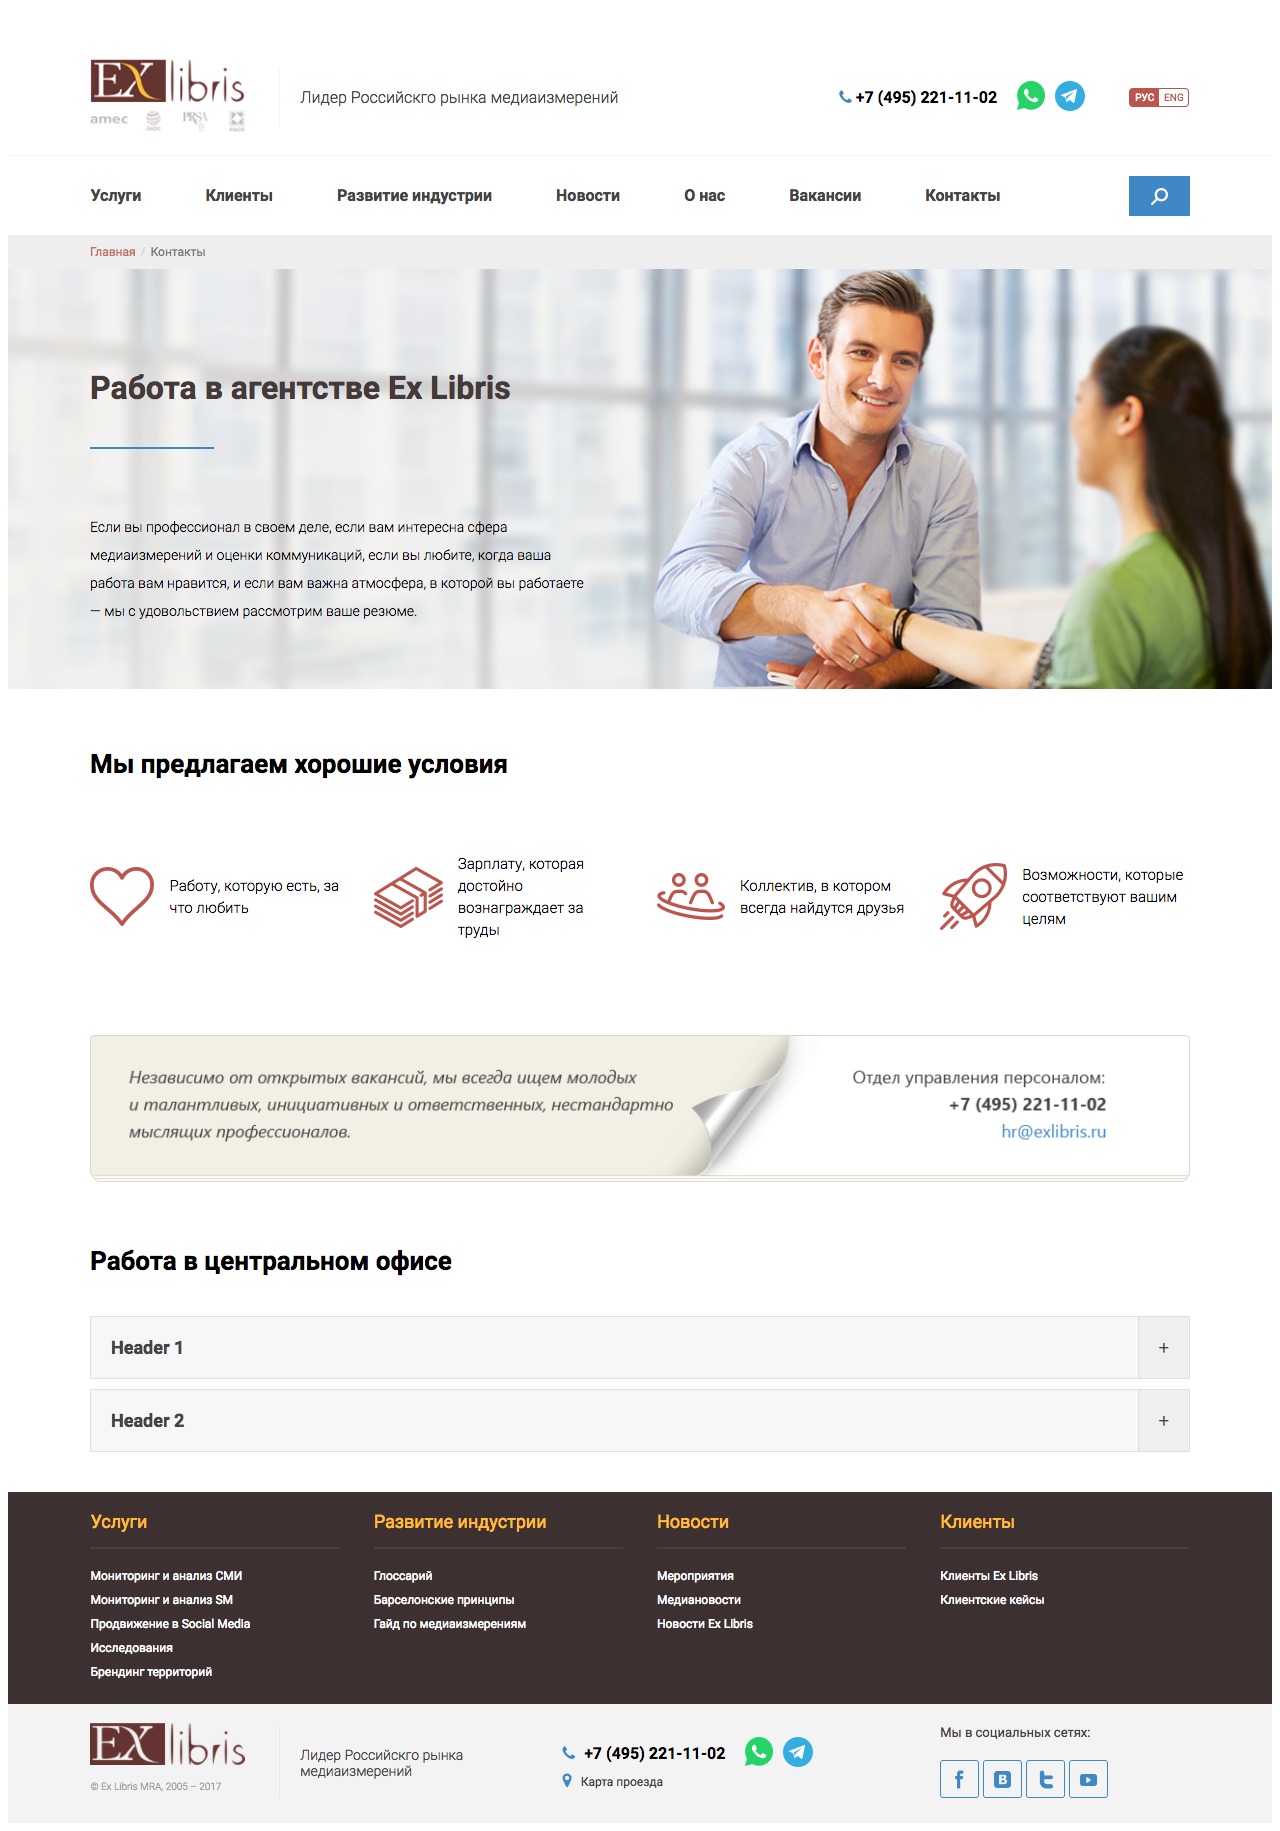 EX libris
amec
PRSA
Лидер Российскго рынка медиаизмерений
+7 (495) 221-11-02
РУС ENG
Услуги Клиенты Развитие индустрии Новости О нас Вакансии Контакты
Главная / Контакты
Работа в агентстве Ex Libris
Если вы профессионал в своем деле, если вам интересна сфера
медиаизмерений и оценки коммуникаций, если вы любите, когда ваша
работа вам нравится, и если вам важна атмосфера, в которой вы работаете
— мы с удовольствием рассмотрим ваше резюме.
Мы предлагаем хорошие условия
Работу, которую есть, за
что любить
Зарплату, которая
достойно
вознаграждает за
труды
Коллектив, в котором
всегда найдутся друзья
Возможности, которые
соответствуют вашим
целям
Независимо от открытых вакансий, мы всегда ищем молодых
и талантливых, инициативных и ответственных, нестандартно
мыслящих профессионалов.
Отдел управления персоналом:
+7 (495) 221-11-02
hr@exlibris.ru
Работа в центральном офисе
Header 1 +
Header 2 +
Услуги
Мониторинг и анализ СМИ
Мониторинг и анализ SM
Продвижение в Social Media
Исследования
Брендинг территорий
Развитие индустрии
Глоссарий
Барселонские принципы
Гайд по медиаизмерениям
Новости
Мероприятия
Медиановости
Новости Ex Libris
Клиенты
Клиенты Ex Libris
Клиентские кейсы
EX libris
© Ex Libris MRA, 2005 – 2017
Лидер Российскго рынка
медиаизмерений
+7 (495) 221-11-02
Карта проезда
Мы в социальных сетях: